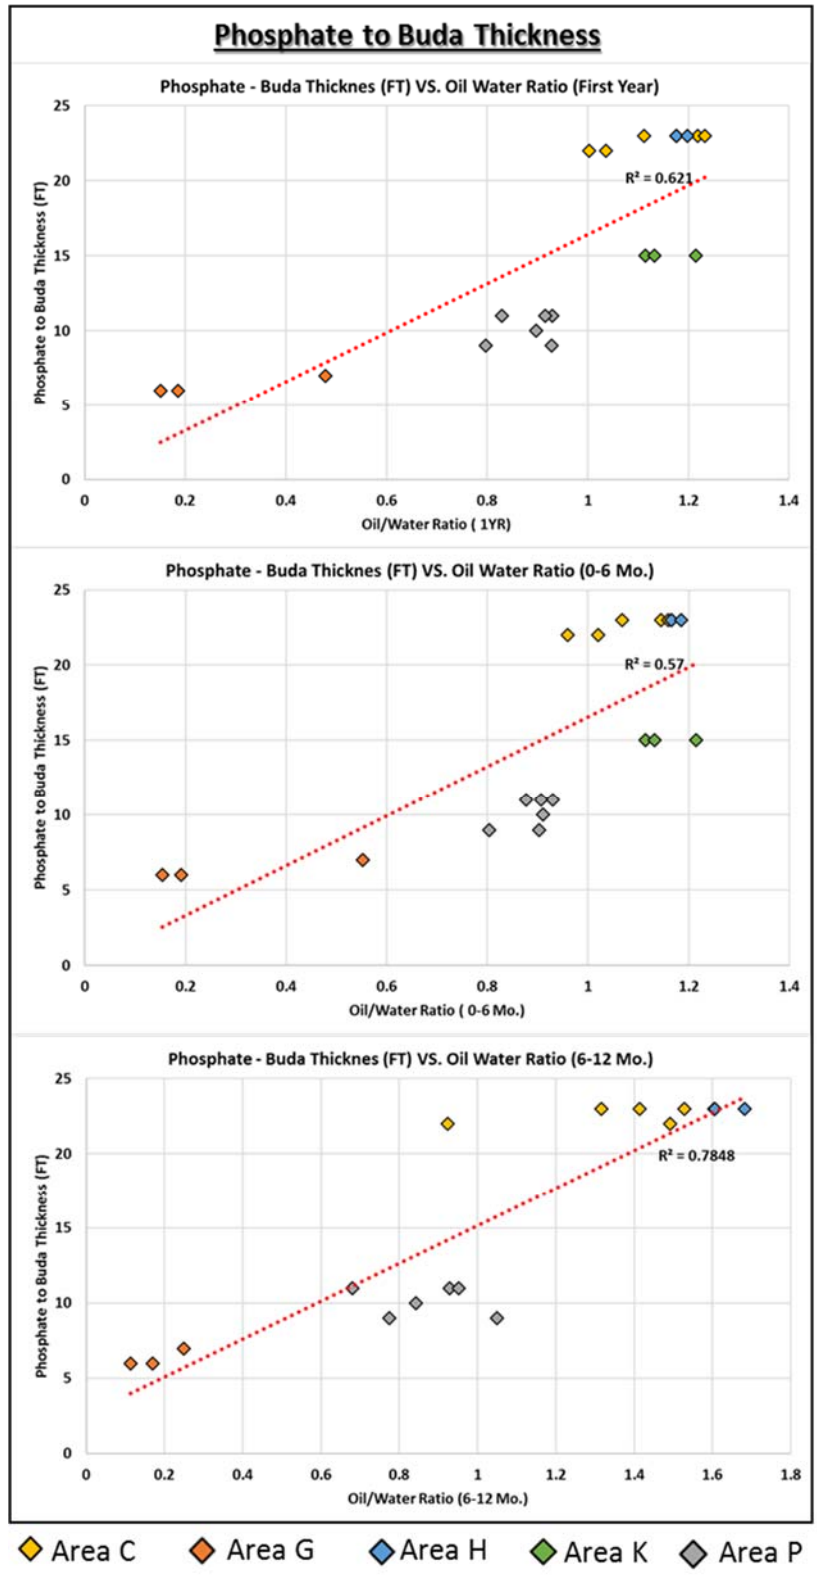 Phosphate to Buda Thickness
Phosphate - Buda Thicknes (FT) VS. Oil Water Ratio (First Year)
Phosphate to Buda Thickness (FT)
25
20
15
10
5
0
R² = 0.621
0 0.2 0.4 0.6 0.8 1 1.2 1.4
Oil/Water Ratio ( 1YR)
Phosphate - Buda Thicknes (FT) VS. Oil Water Ratio (0-6 Mo.)
Phosphate to Buda Thickness (FT)
25
20
15
10
5
0
R² = 0.57
0 0.2 0.4 0.6 0.8 1 1.2 1.4
Oil/Water Ratio ( 0-6 Mo.)
Phosphate - Buda Thicknes (FT) VS. Oil Water Ratio (6-12 Mo.)
Phosphate to Buda Thickness (FT)
25
20
15
10
5
0
R² = 0.7848
0 0.2 0.4 0.6 0.8 1 1.2 1.4 1.6 1.8
Oil/Water Ratio (6-12 Mo.)
Area C Area G Area H Area K Area P